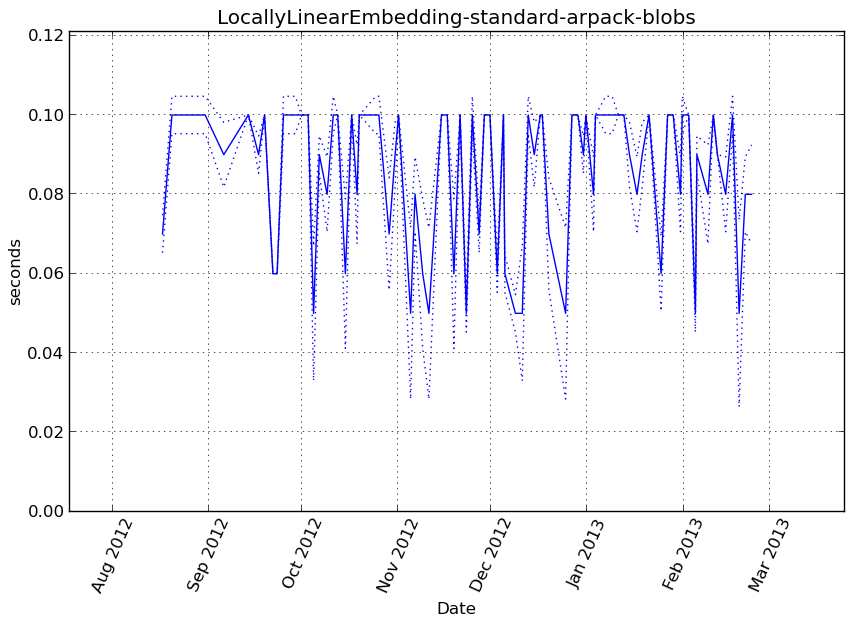 LocallyLinearEmbedding-standard-arpack-blobs
0.12
0.10
0.08
0.06
0.04
0.02
0.00
seconds
Aug 2012
Sep 2012
Oct 2012
Nov 2012
Dec 2012
Jan 2013
Feb 2013
Mar 2013
Date